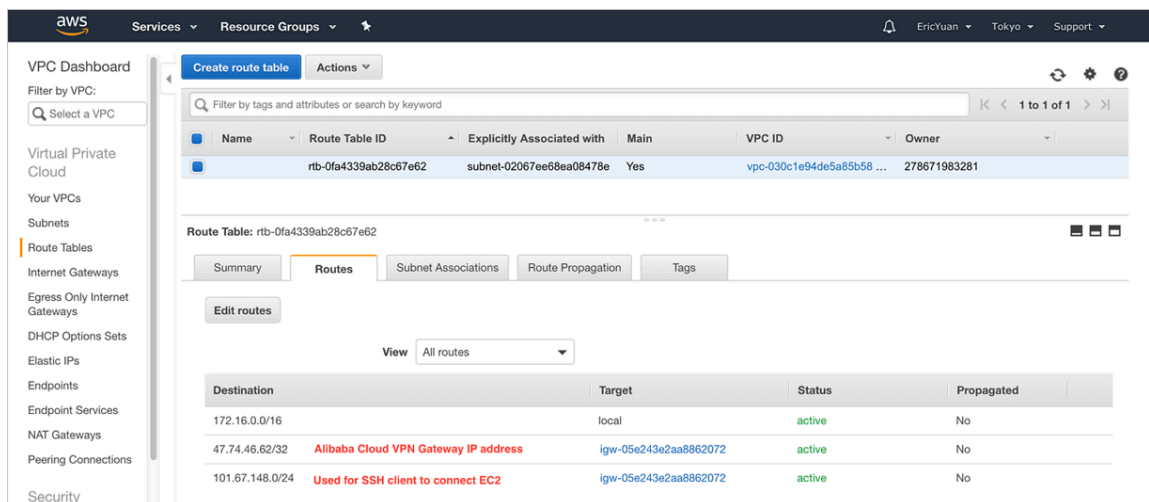 aws Services Resource Groups EricYuan Tokyo Support
VPC Dashboard
Filter by VPC:
Select a VPC
Virtual Private
Cloud
Your VPCs
Subnets
Route Tables
Internet Gateways
Egress Only Internet
Gateways
DHCP Options Sets
Elastic IPs
Endpoints
Endpoint Services
NAT Gateways
Peering Connections
Security
Create route table Actions
Filter by tags and attributes or search by keyword 1 to 1 of 1
Name Route Table ID Explicitly Associated with Main VPC ID Owner
rtb-0fa4339ab28c67e62 subnet-02067ee68ea08478e Yes vpc-030c1e94de5a85b58 ... 278671983281
Route Table: rtb-0fa4339ab28c67e62
Summary Routes Subnet Associations Route Propagation Tags
Edit routes
View All routes
Destination Target Status Propagated
172.16.0.0/16 local active No
47.74.46.62/32 Alibaba Cloud VPN Gateway IP address igw-05e243e2aa8862072 active No
101.67.148.0/24 Used for SSH client to connect EC2 igw-05e243e2aa8862072 active No